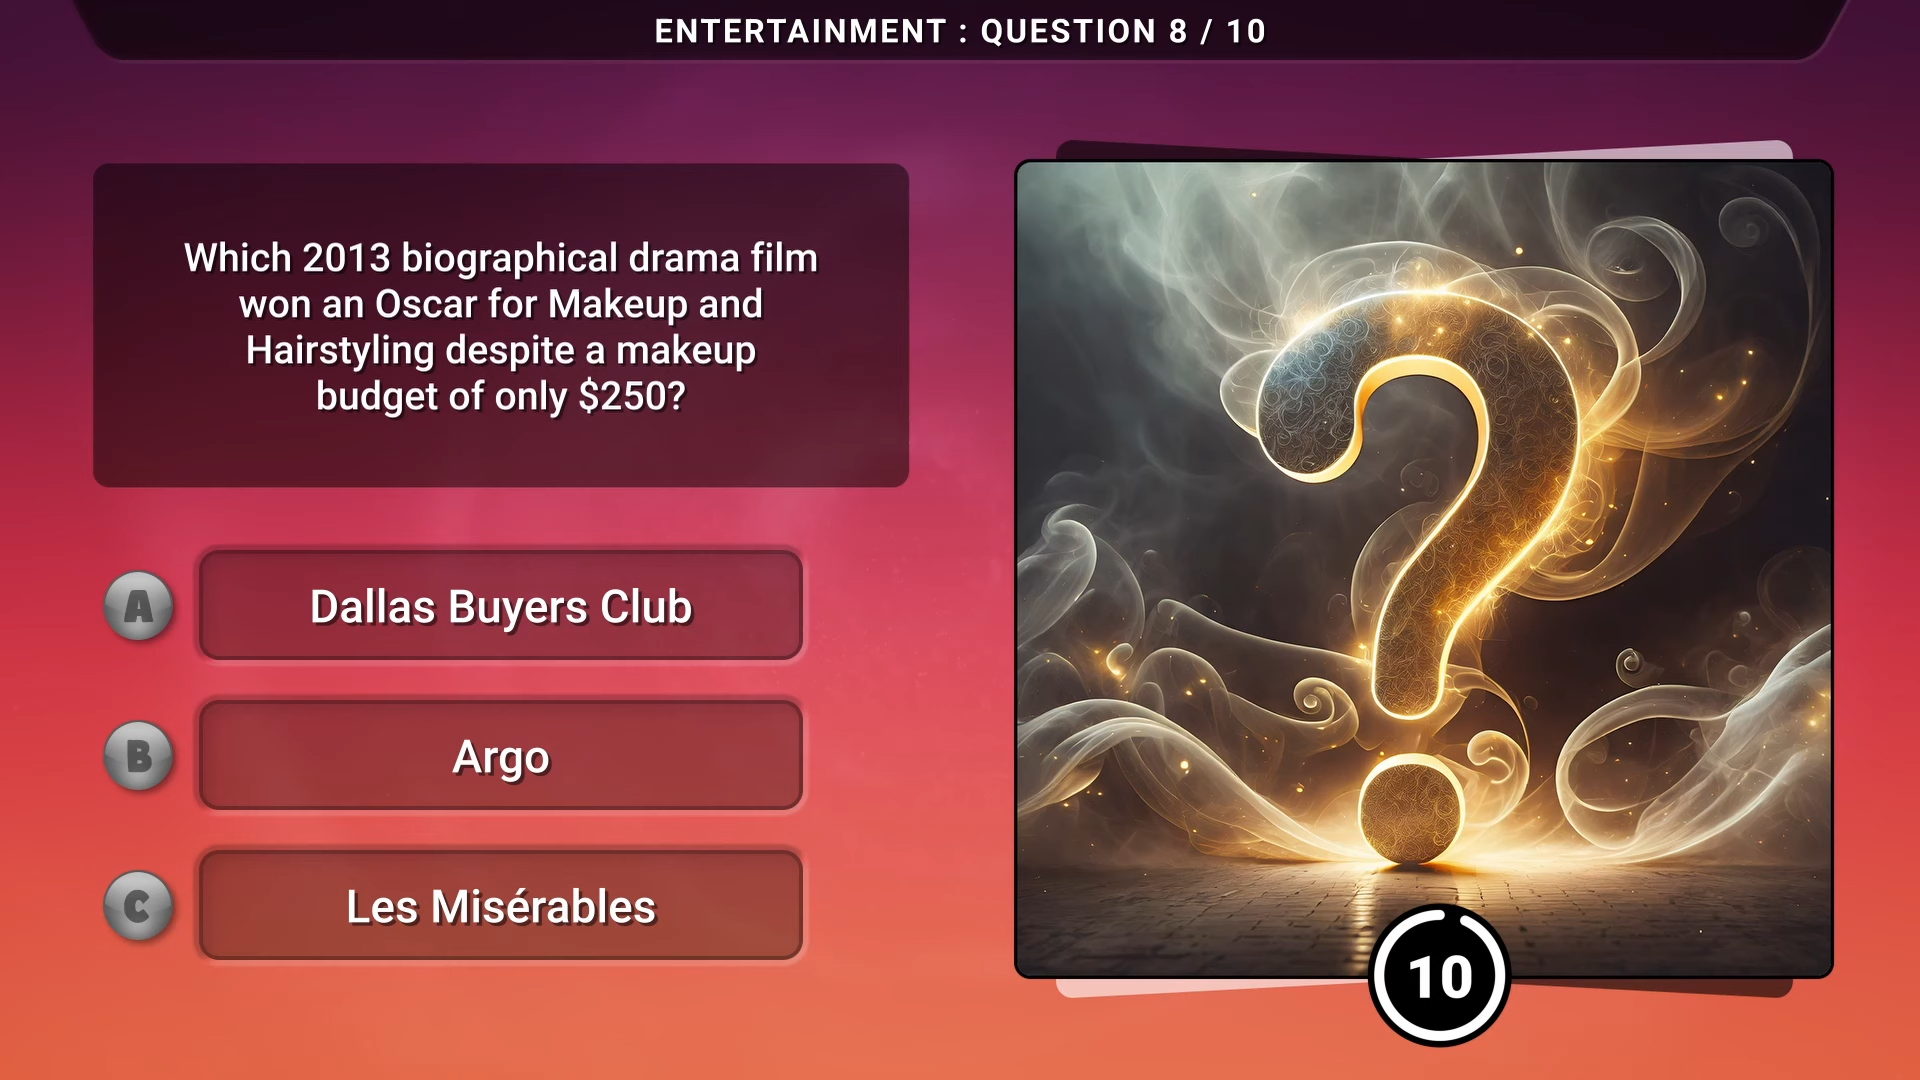 ENTERTAINMENT : QUESTION 8 / 10
Which 2013 biographical drama film
won an Oscar for Makeup and
Hairstyling despite a makeup
budget of only $250?
A
Dallas Buyers Club
B
Argo
C
Les Misérables
10